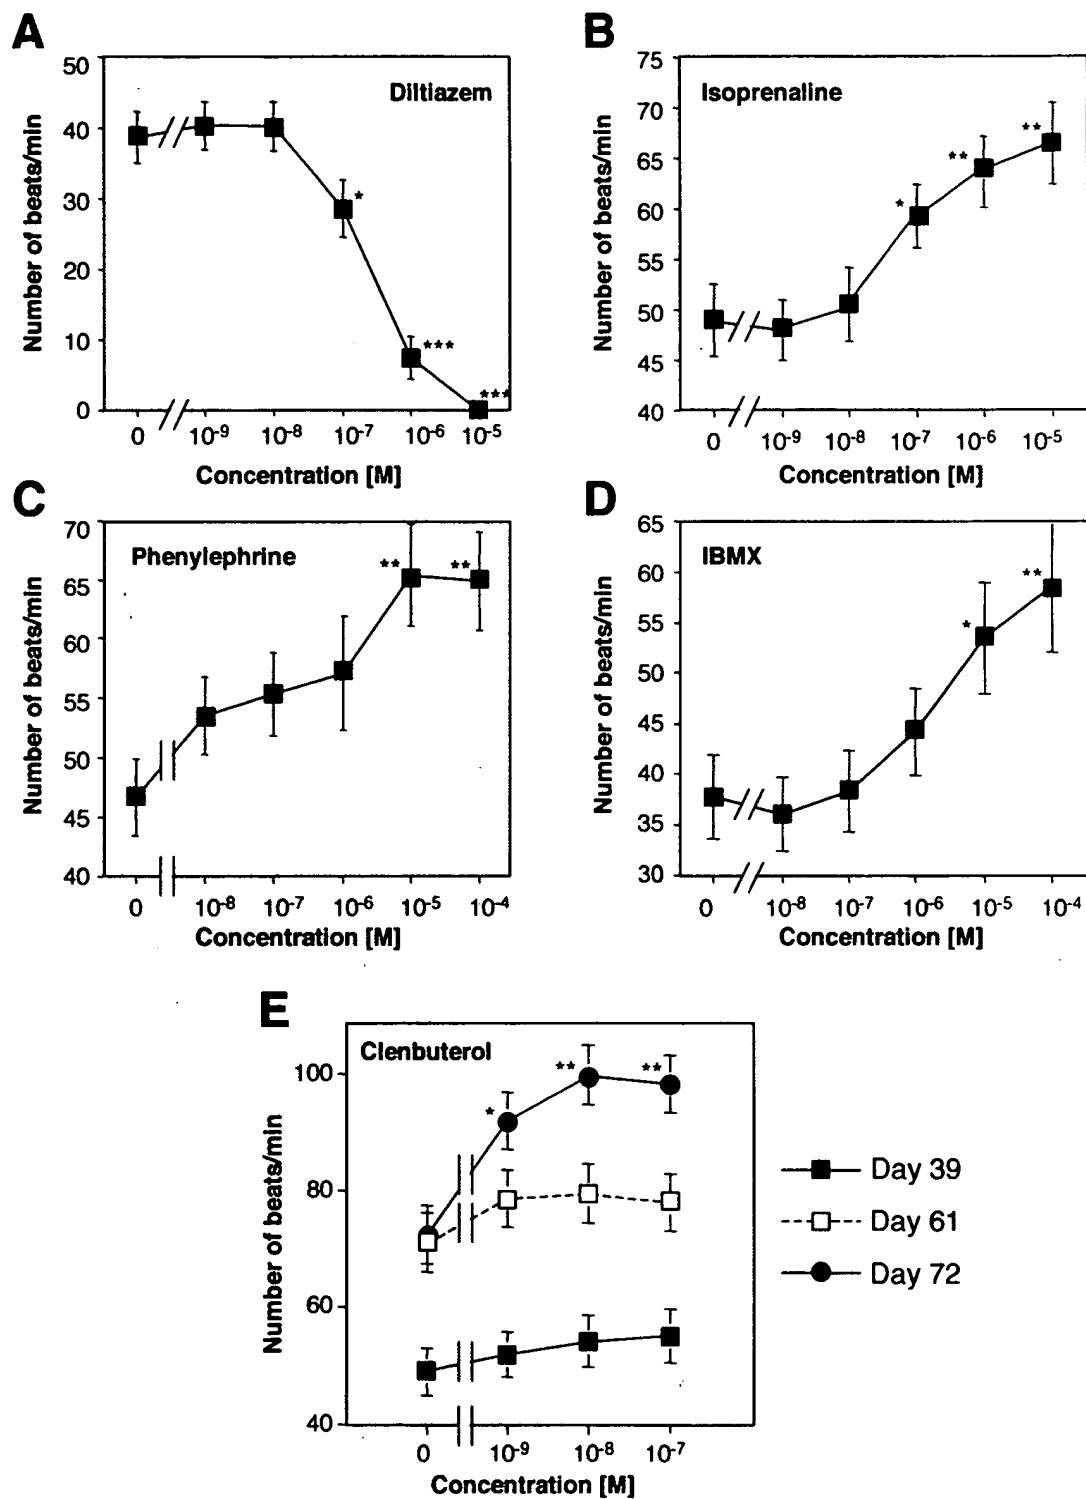 A
Diltiazem
50
40
30
20
10
0
Number of beats/min
*
***
***
0 10-9 10-8 10-7 10-6 10-5
Concentration [M]
B
Isoprenaline
75
70
65
60
55
50
45
40
Number of beats/min
*
**
**
0 10-9 10-8 10-7 10-6 10-5
Concentration [M]
C
Phenylephrine
70
65
60
55
50
45
40
Number of beats/min
**
**
0 10-8 10-7 10-6 10-5 10-4
Concentration [M]
D
IBMX
65
60
55
50
45
40
35
30
Number of beats/min
*
**
0 10-8 10-7 10-6 10-5 10-4
Concentration [M]
E
Clenbuterol
100
80
60
40
Number of beats/min
*
**
**
0 10-9 10-8 10-7
Concentration [M]
Day 39
Day 61
Day 72